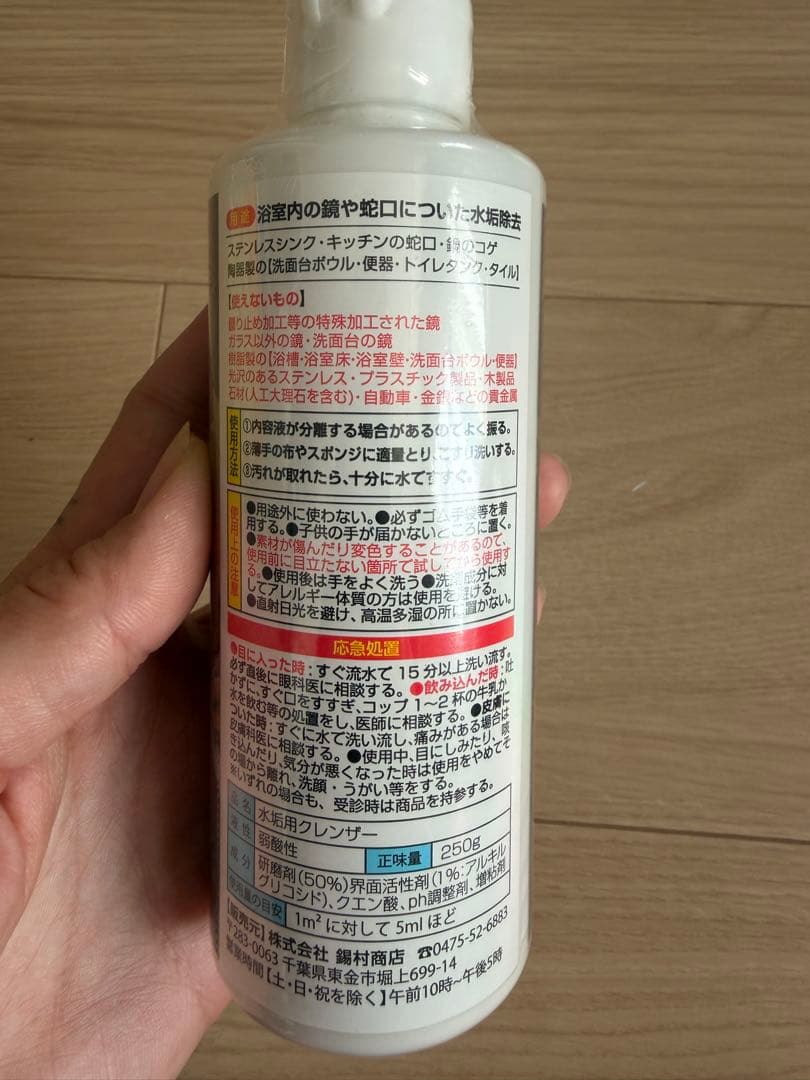 用途 浴室内の鏡や蛇口についた水垢除去
ステンレスシンク・キッチンの蛇口・鍋のコゲ
陶器製の【洗面台ボウル・便器・トイレタンク・タイル】
【使えないもの】
曇り止め加工等の特殊加工された鏡
ガラス以外の鏡・洗面台の鏡
樹脂製の【浴槽・浴室床・浴室壁・洗面台ボウル・便器】
光沢のあるステンレス・プラスチック製品・木製品
石材(人工大理石を含む)・自動車・金銀などの貴金属
使用方法
①内容液が分離する場合があるのでよく振る。
②薄手の布やスポンジに適量とり、こすり洗いする。
③汚れが取れたら、十分に水ですすぐ。
使用上の注意
●用途外に使わない。●必ずゴム手袋等を着
用する。●子供の手が届かないところに置く。
●素材が傷んだり変色することがあるので、
使用前に目立たない箇所で試してから使用す
る。●使用後は手をよく洗う●洗浄成分に対
してアレルギー体質の方は使用を避ける。
●直射日光を避け、高温多湿の所に置かない。
応急処置
●目に入った時：すぐ流水で15分以上洗い流す。
必ず直後に眼科医に相談する。●飲み込んだ時：吐
かずに、すぐ口をすすぎ、コップ1〜2杯の牛乳か
水を飲む等の処置をし、医師に相談する。●皮膚に
ついた時：すぐに水で洗い流し、痛みがある場合は
皮膚科医に相談する。●使用中、目にしみたり、咳
き込んだり、気分が悪くなった時は使用をやめてそ
の場から離れ、洗顔・うがい等をする。
※いずれの場合も、受診時は商品を持参する。
品名 水垢用クレンザー
液性 弱酸性 正味量 250g
成分 研磨剤(50%)界面活性剤(1%:アルキル
グリコシド)、クエン酸、ph調整剤、増粘剤
使用量の目安 1m²に対して5mlほど
【販売元】株式会社 錫村商店 ☎0475-52-6883
〒283-0063 千葉県東金市堀上699-14
営業時間【土・日・祝を除く】午前10時〜午後5時